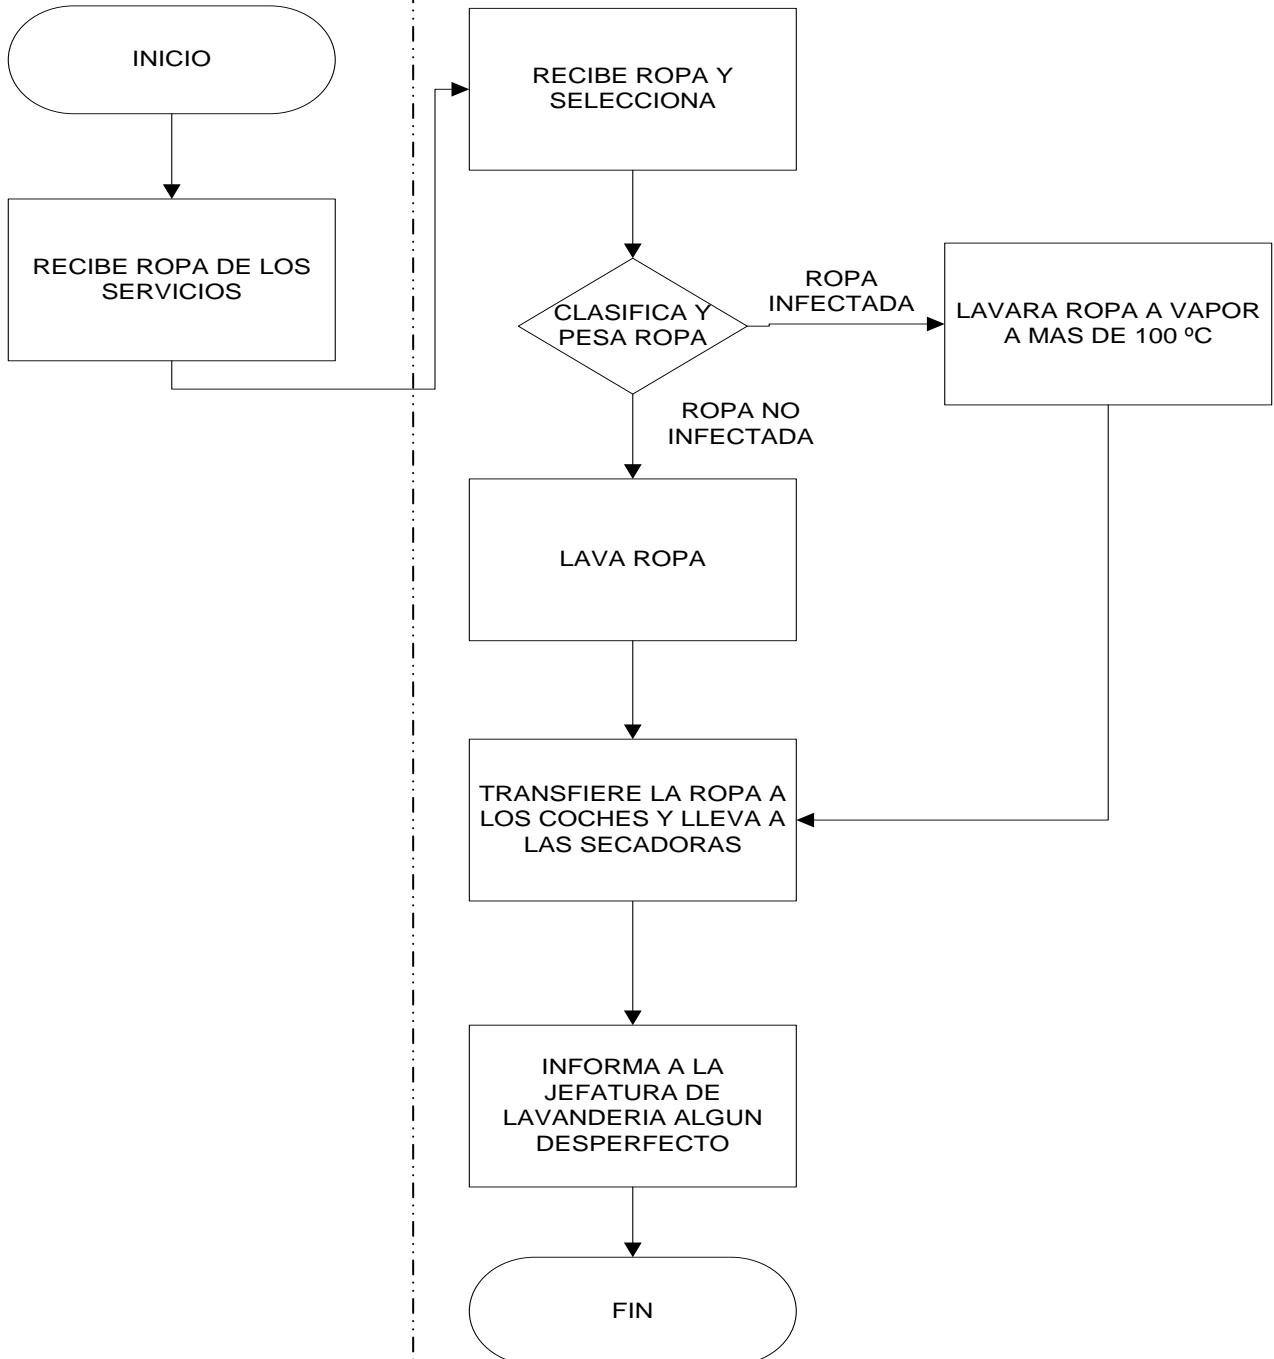 INICIO
RECIBE ROPA DE LOS
SERVICIOS
RECIBE ROPA Y
SELECCIONA
CLASIFICA Y
PESA ROPA
ROPA
INFECTADA
LAVARA ROPA A VAPOR
A MAS DE 100 ºC
ROPA NO
INFECTADA
LAVA ROPA
TRANSFIERE LA ROPA A
LOS COCHES Y LLEVA A
LAS SECADORAS
INFORMA A LA
JEFATURA DE
LAVANDERIA ALGUN
DESPERFECTO
FIN